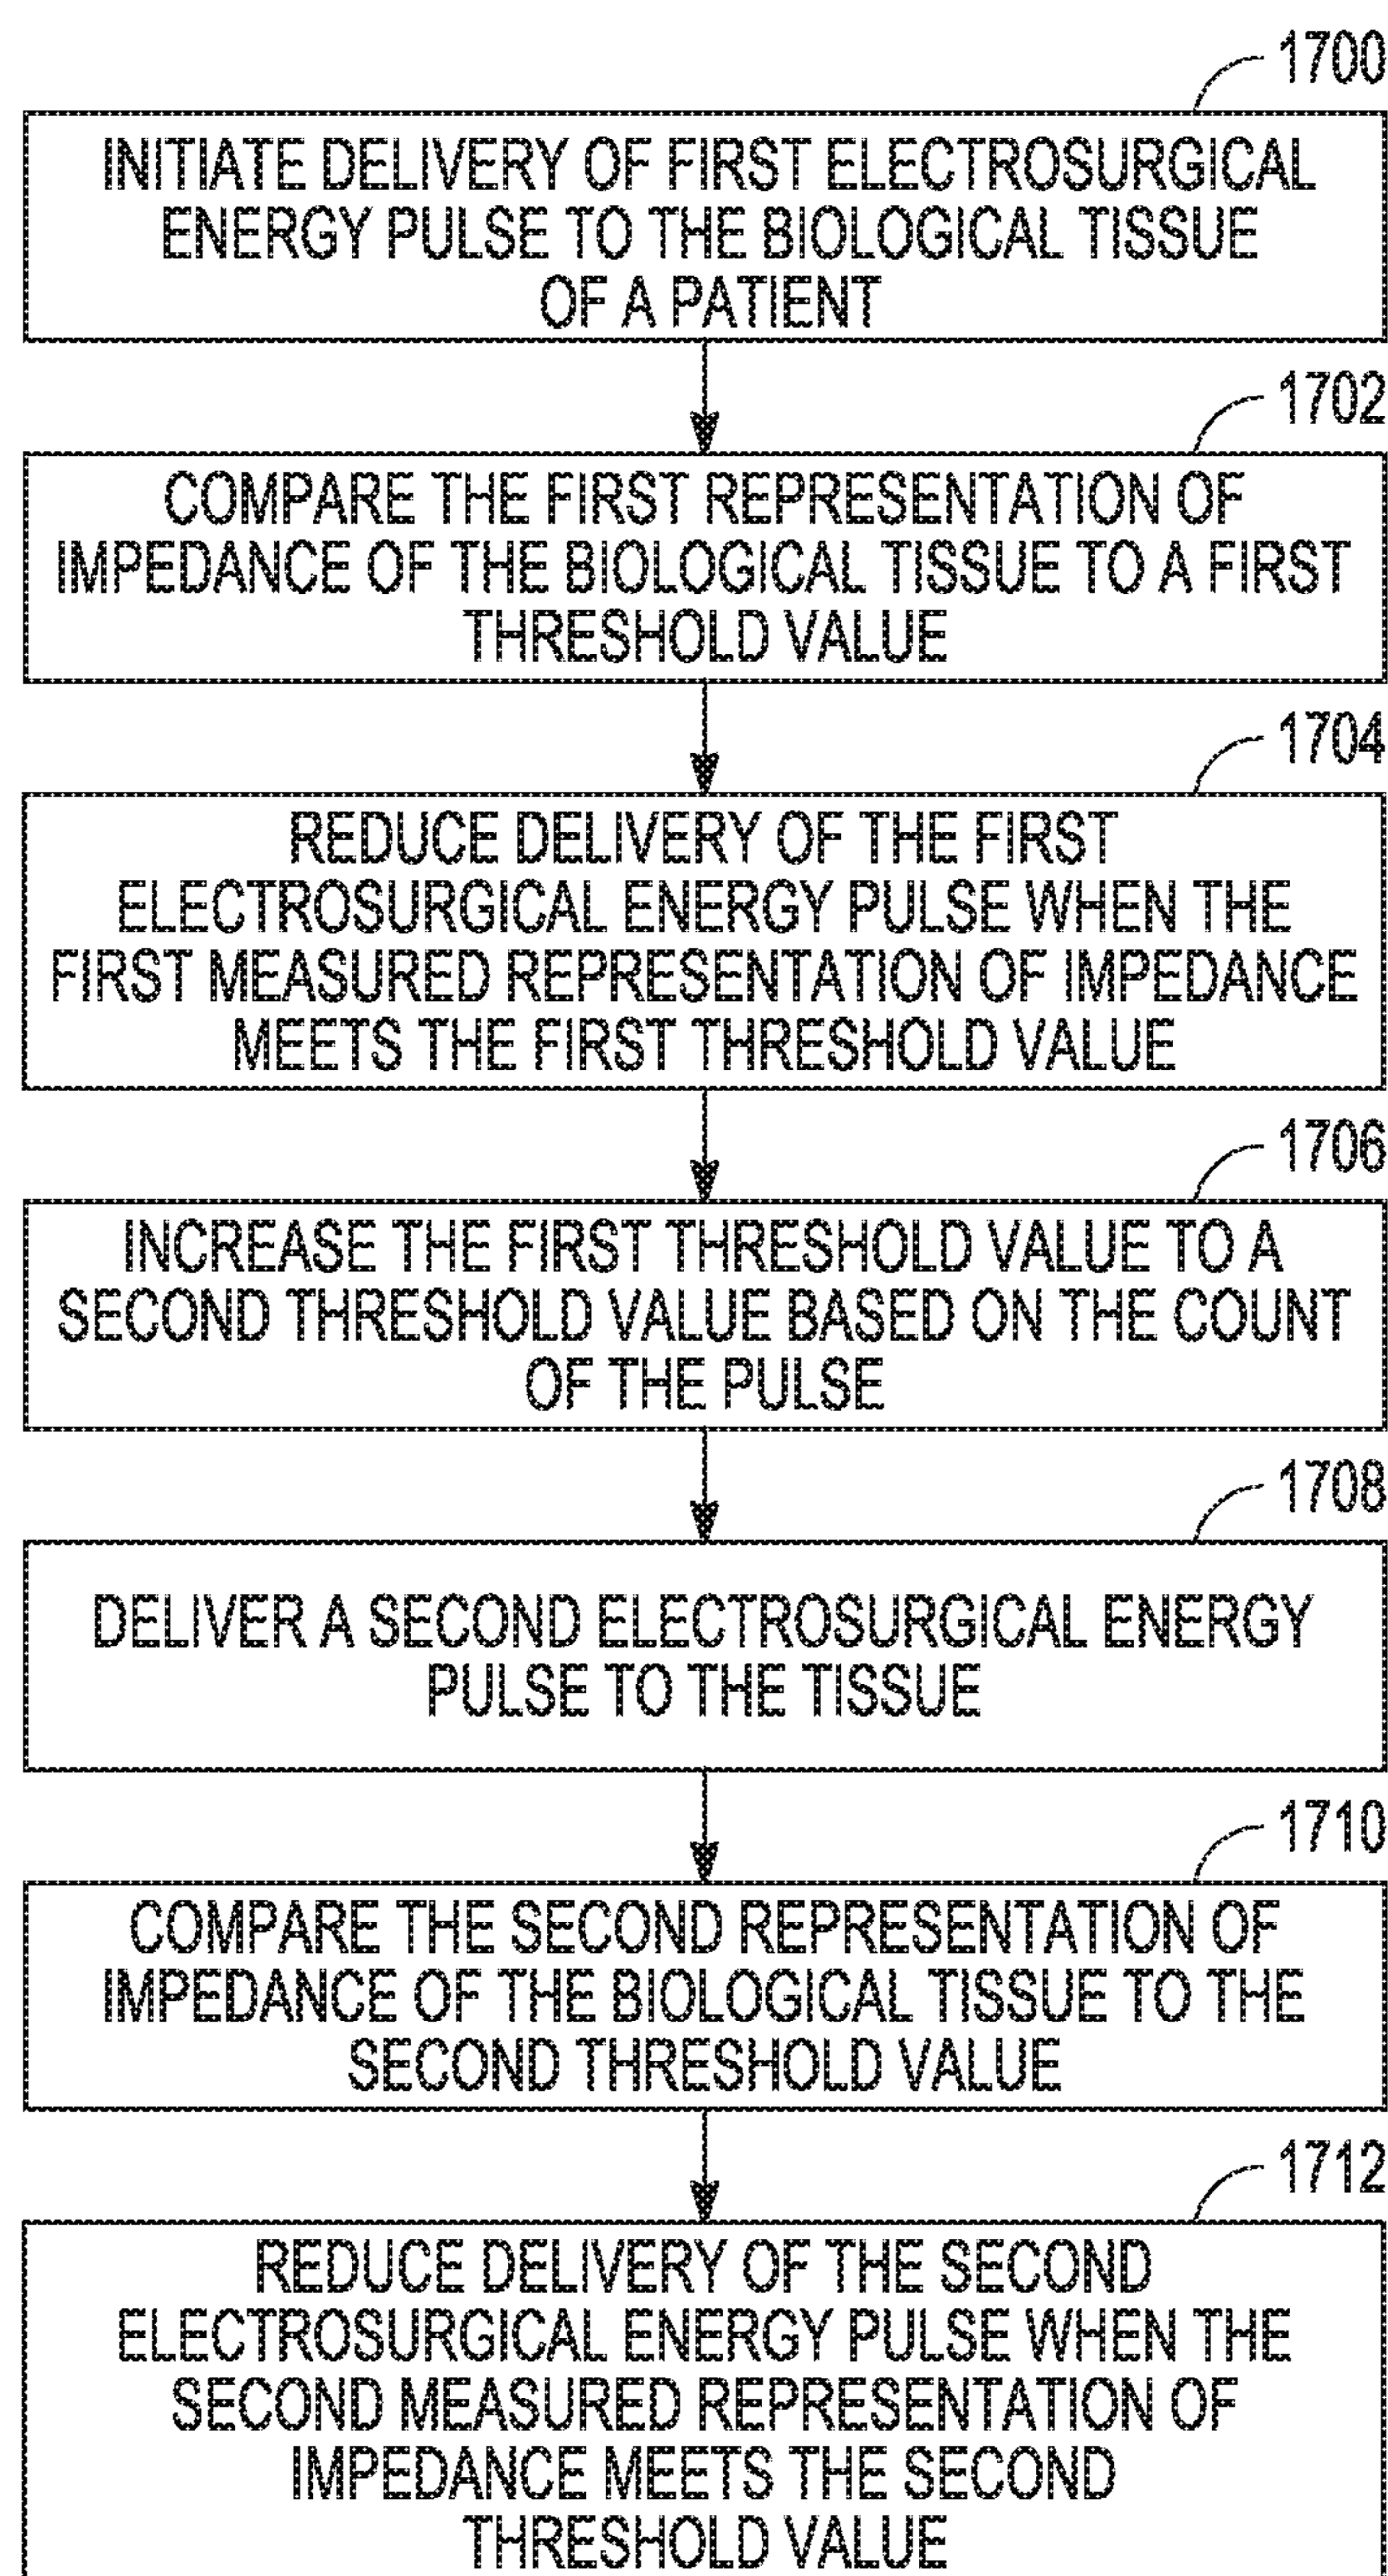 1700
INITIATE DELIVERY OF FIRST ELECTROSURGICAL
ENERGY PULSE TO THE BIOLOGICAL TISSUE
OF A PATIENT
1702
COMPARE THE FIRST REPRESENTATION OF
IMPEDANCE OF THE BIOLOGICAL TISSUE TO A FIRST
THRESHOLD VALUE
1704
REDUCE DELIVERY OF THE FIRST
ELECTROSURGICAL ENERGY PULSE WHEN THE
FIRST MEASURED REPRESENTATION OF IMPEDANCE
MEETS THE FIRST THRESHOLD VALUE
1706
INCREASE THE FIRST THRESHOLD VALUE TO A
SECOND THRESHOLD VALUE BASED ON THE COUNT
OF THE PULSE
1708
DELIVER A SECOND ELECTROSURGICAL ENERGY
PULSE TO THE TISSUE
1710
COMPARE THE SECOND REPRESENTATION OF
IMPEDANCE OF THE BIOLOGICAL TISSUE TO THE
SECOND THRESHOLD VALUE
1712
REDUCE DELIVERY OF THE SECOND
ELECTROSURGICAL ENERGY PULSE WHEN THE
SECOND MEASURED REPRESENTATION OF
IMPEDANCE MEETS THE SECOND
THRESHOLD VALUE